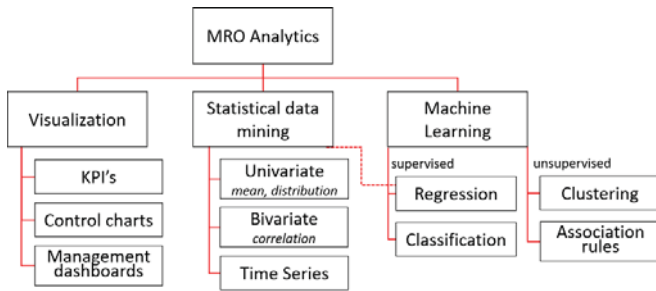 MRO Analytics
Visualization
Statistical data
mining
Machine
Learning
KPI's
Control charts
Management
dashboards
Univariate
mean, distribution
Bivariate
correlation
Time Series
supervised
Regression
Classification
unsupervised
Clustering
Association
rules